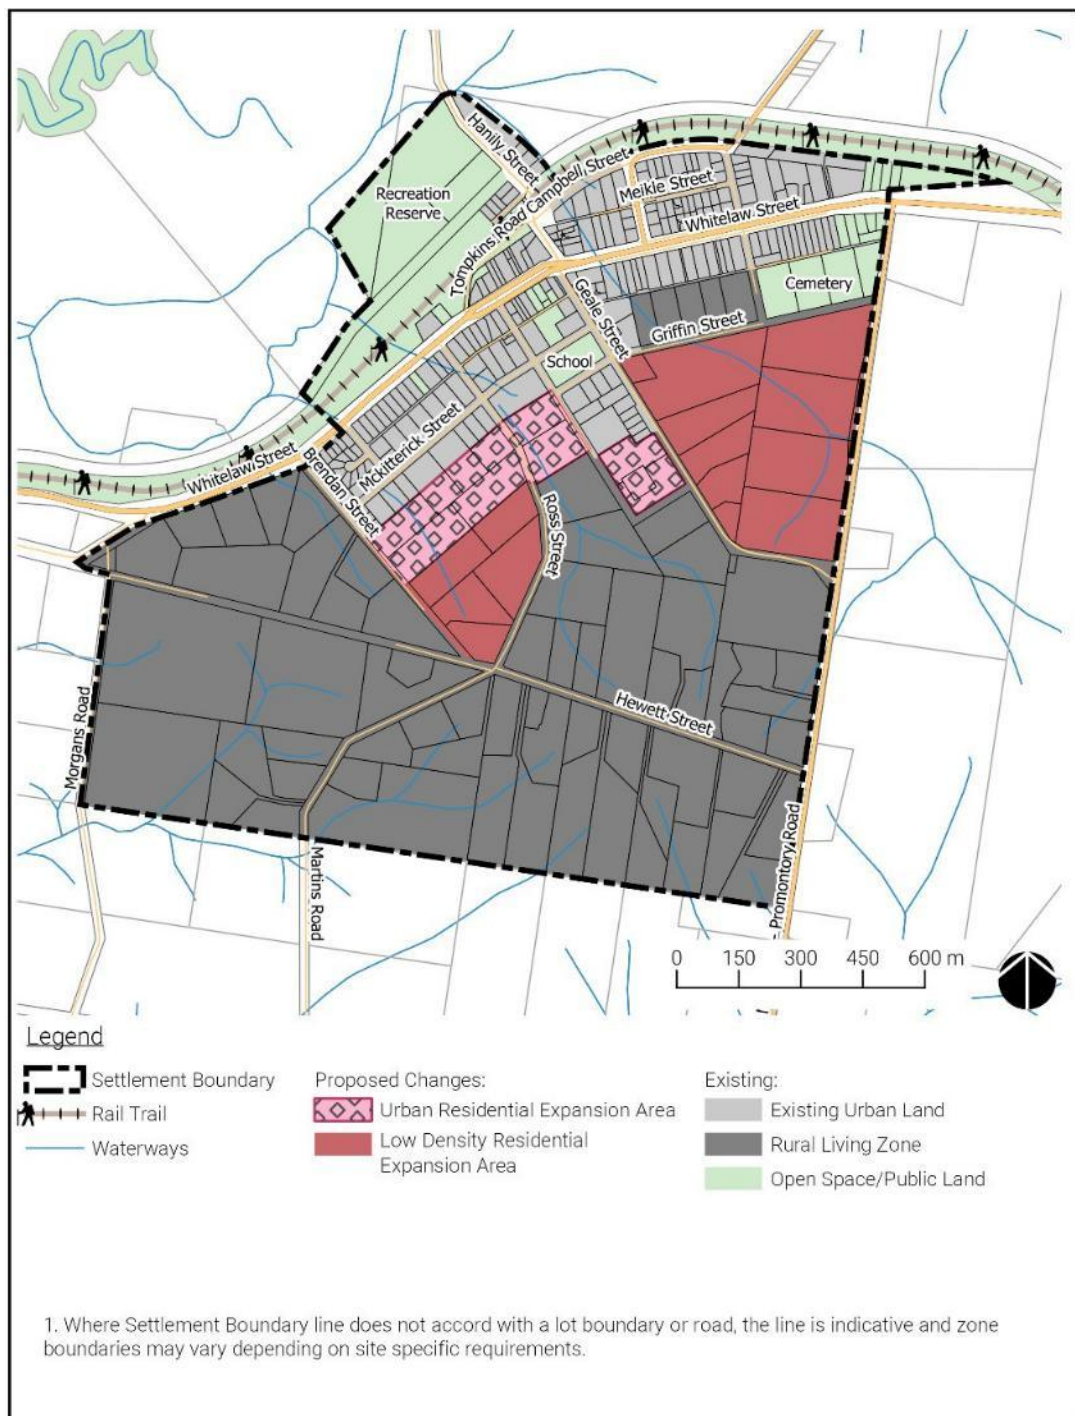 Hanily Street
Recreation
Reserve
Tompkins Road
Campbell Street
Meikle Street
Whitelaw Street
Cemetery
Geale Street
Griffin Street
School
Mckitterick Street
Whitelaw Street
Brendan Street
Ross Street
Hewett Street
Morgans Road
Martins Road
Promontory Road
0 150 300 450 600 m
Legend
Settlement Boundary
Rail Trail
Waterways
Proposed Changes:
Urban Residential Expansion Area
Low Density Residential
Expansion Area
Existing:
Existing Urban Land
Rural Living Zone
Open Space/Public Land
1. Where Settlement Boundary line does not accord with a lot boundary or road, the line is indicative and zone
boundaries may vary depending on site specific requirements.